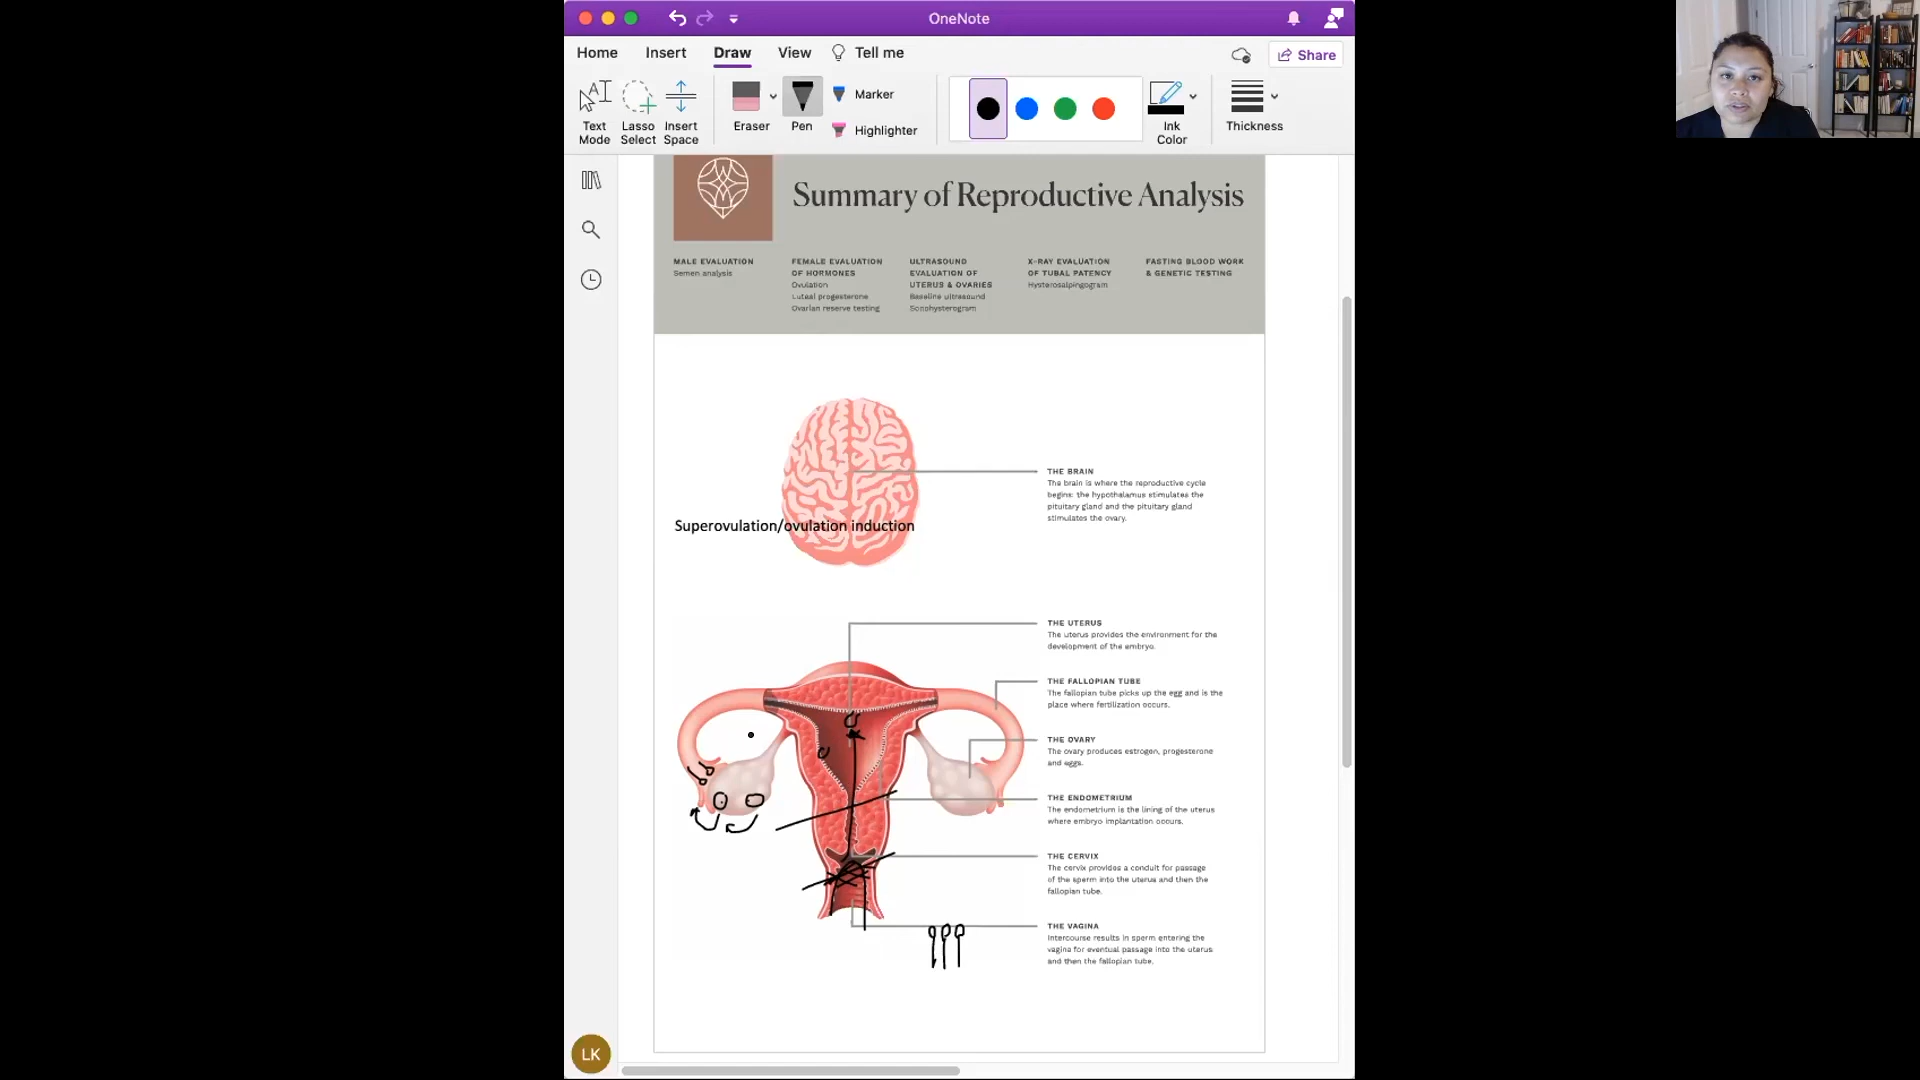 OneNote
Home Insert Draw View Tell me
Share
Text Mode
Lasso Select
Insert Space
Eraser
Pen
Marker
Highlighter
Ink Color
Thickness
Summary of Reproductive Analysis
MALE EVALUATION
Semen analysis
FEMALE EVALUATION
OF HORMONES
Ovulation
Luteal progesterone
Ovarian reserve testing
ULTRASOUND
EVALUATION OF
UTERUS & OVARIES
Baseline ultrasound
Sonohysterogram
X-RAY EVALUATION
OF TUBAL PATENCY
Hysterosalpingogram
FASTING BLOOD WORK
& GENETIC TESTING
THE BRAIN
The brain is where the reproductive cycle
begins: the hypothalamus stimulates the
pituitary gland and the pituitary gland
stimulates the ovary.
Superovulation/ovulation induction
THE UTERUS
The uterus provides the environment for the
development of the embryo.
THE FALLOPIAN TUBE
The fallopian tube picks up the egg and is the
place where fertilization occurs.
THE OVARY
The ovary produces estrogen, progesterone
and eggs.
THE ENDOMETRIUM
The endometrium is the lining of the uterus
where embryo implantation occurs.
THE CERVIX
The cervix provides a conduit for passage
of the sperm into the uterus and then the
fallopian tube.
THE VAGINA
Intercourse results in sperm entering the
vagina for eventual passage into the uterus
and then the fallopian tube.
LK